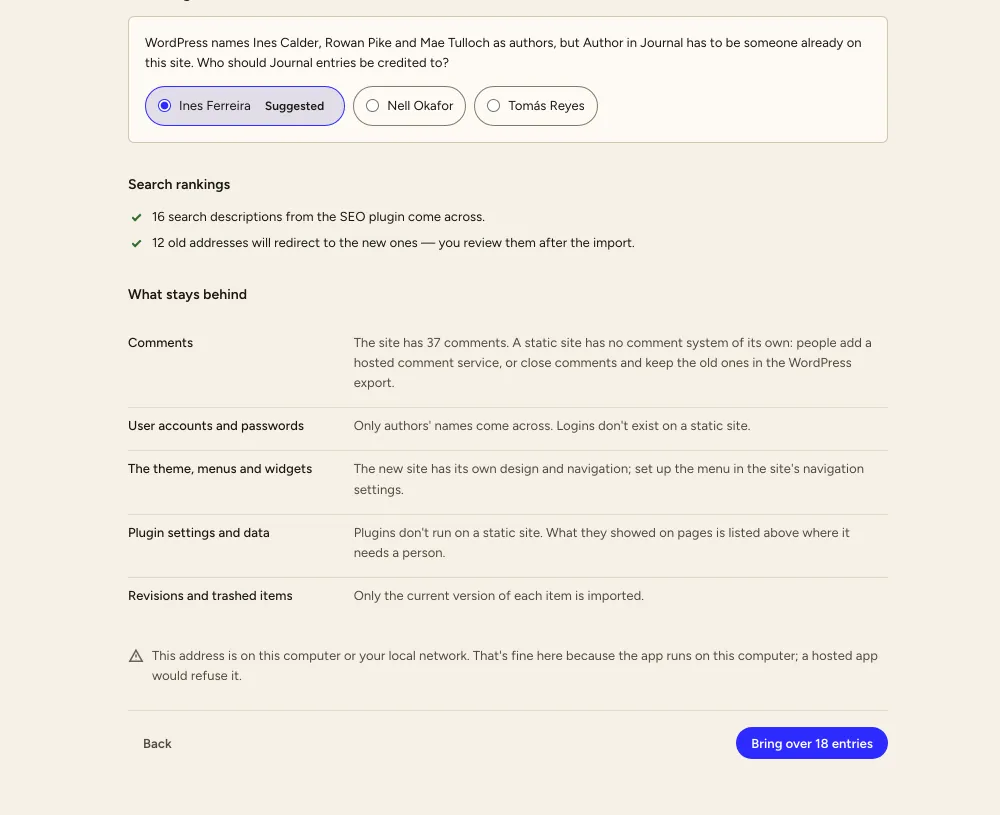 WordPress names Ines Calder, Rowan Pike and Mae Tulloch as authors, but Author in Journal has to be someone already on
this site. Who should Journal entries be credited to?
Ines Ferreira Suggested
Nell Okafor
Tomás Reyes
Search rankings
16 search descriptions from the SEO plugin come across.
12 old addresses will redirect to the new ones — you review them after the import.
What stays behind
Comments
The site has 37 comments. A static site has no comment system of its own: people add a
hosted comment service, or close comments and keep the old ones in the WordPress
export.
User accounts and passwords
Only authors' names come across. Logins don't exist on a static site.
The theme, menus and widgets
The new site has its own design and navigation; set up the menu in the site's navigation
settings.
Plugin settings and data
Plugins don't run on a static site. What they showed on pages is listed above where it
needs a person.
Revisions and trashed items
Only the current version of each item is imported.
This address is on this computer or your local network. That's fine here because the app runs on this computer; a hosted app
would refuse it.
Back
Bring over 18 entries